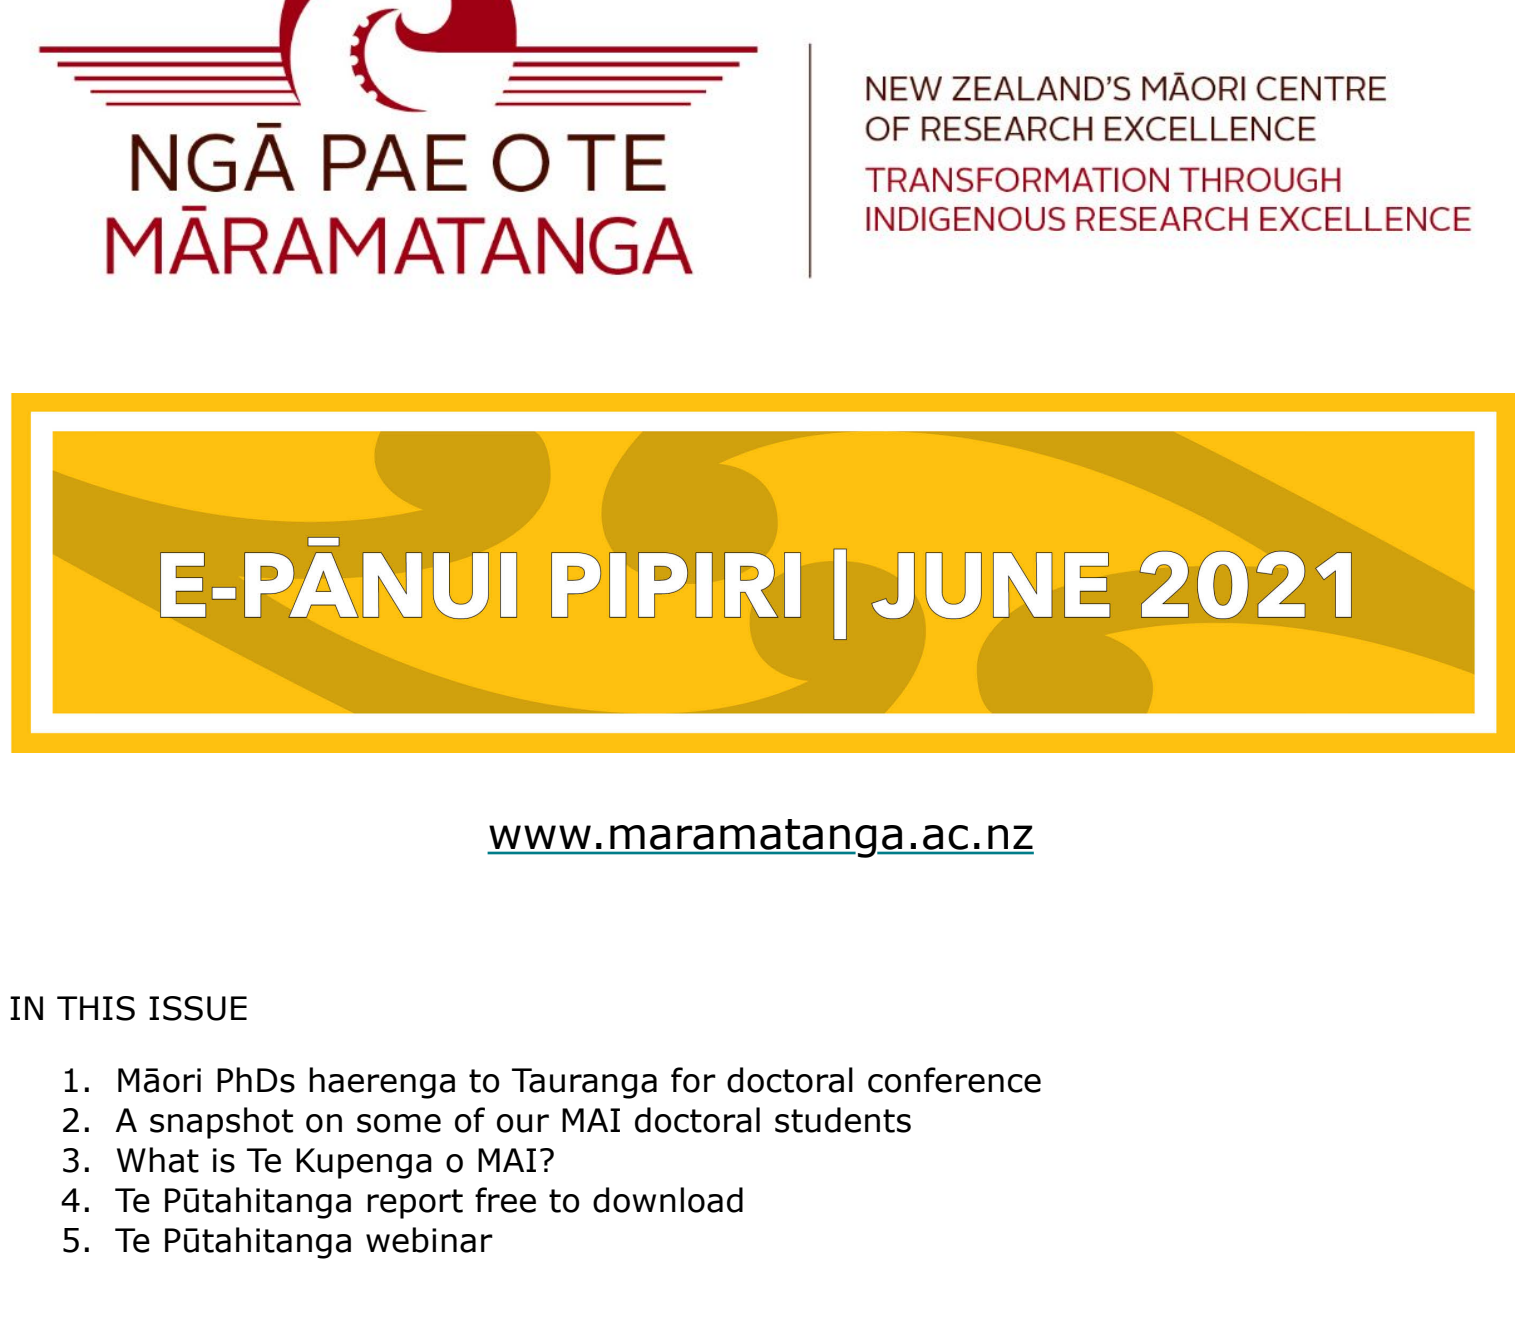 NGĀ PAE O TE
MĀRAMATANGA
NEW ZEALAND'S MĀORI CENTRE
OF RESEARCH EXCELLENCE
TRANSFORMATION THROUGH
INDIGENOUS RESEARCH EXCELLENCE
E-PĀNUI PIPIRI | JUNE 2021
www.maramatanga.ac.nz
IN THIS ISSUE
1. Māori PhDs haerenga to Tauranga for doctoral conference
2. A snapshot on some of our MAI doctoral students
3. What is Te Kupenga o MAI?
4. Te Pūtahitanga report free to download
5. Te Pūtahitanga webinar